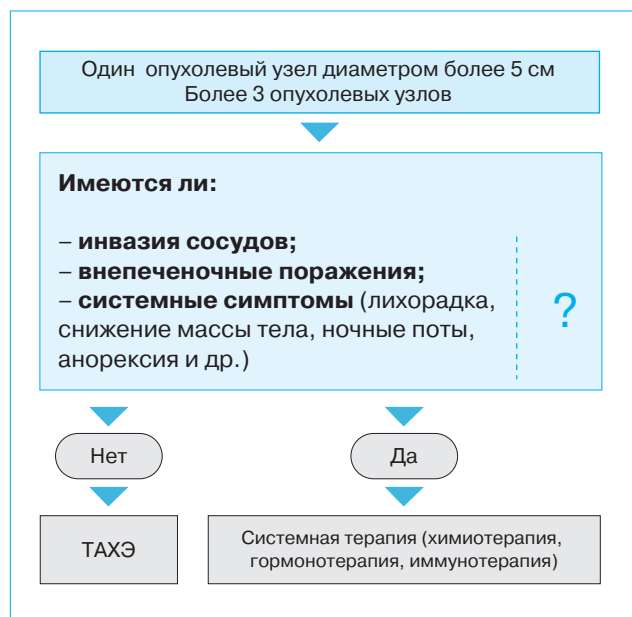 Один опухолевый узел диаметром более 5 см
Более 3 опухолевых узлов
Имеются ли:
– инвазия сосудов;
– внепеченочные поражения;
– системные симптомы (лихорадка,
снижение массы тела, ночные поты,
анорексия и др.)
?
Нет
Да
ТАХЭ
Системная терапия (химиотерапия,
гормонотерапия, иммунотерапия)